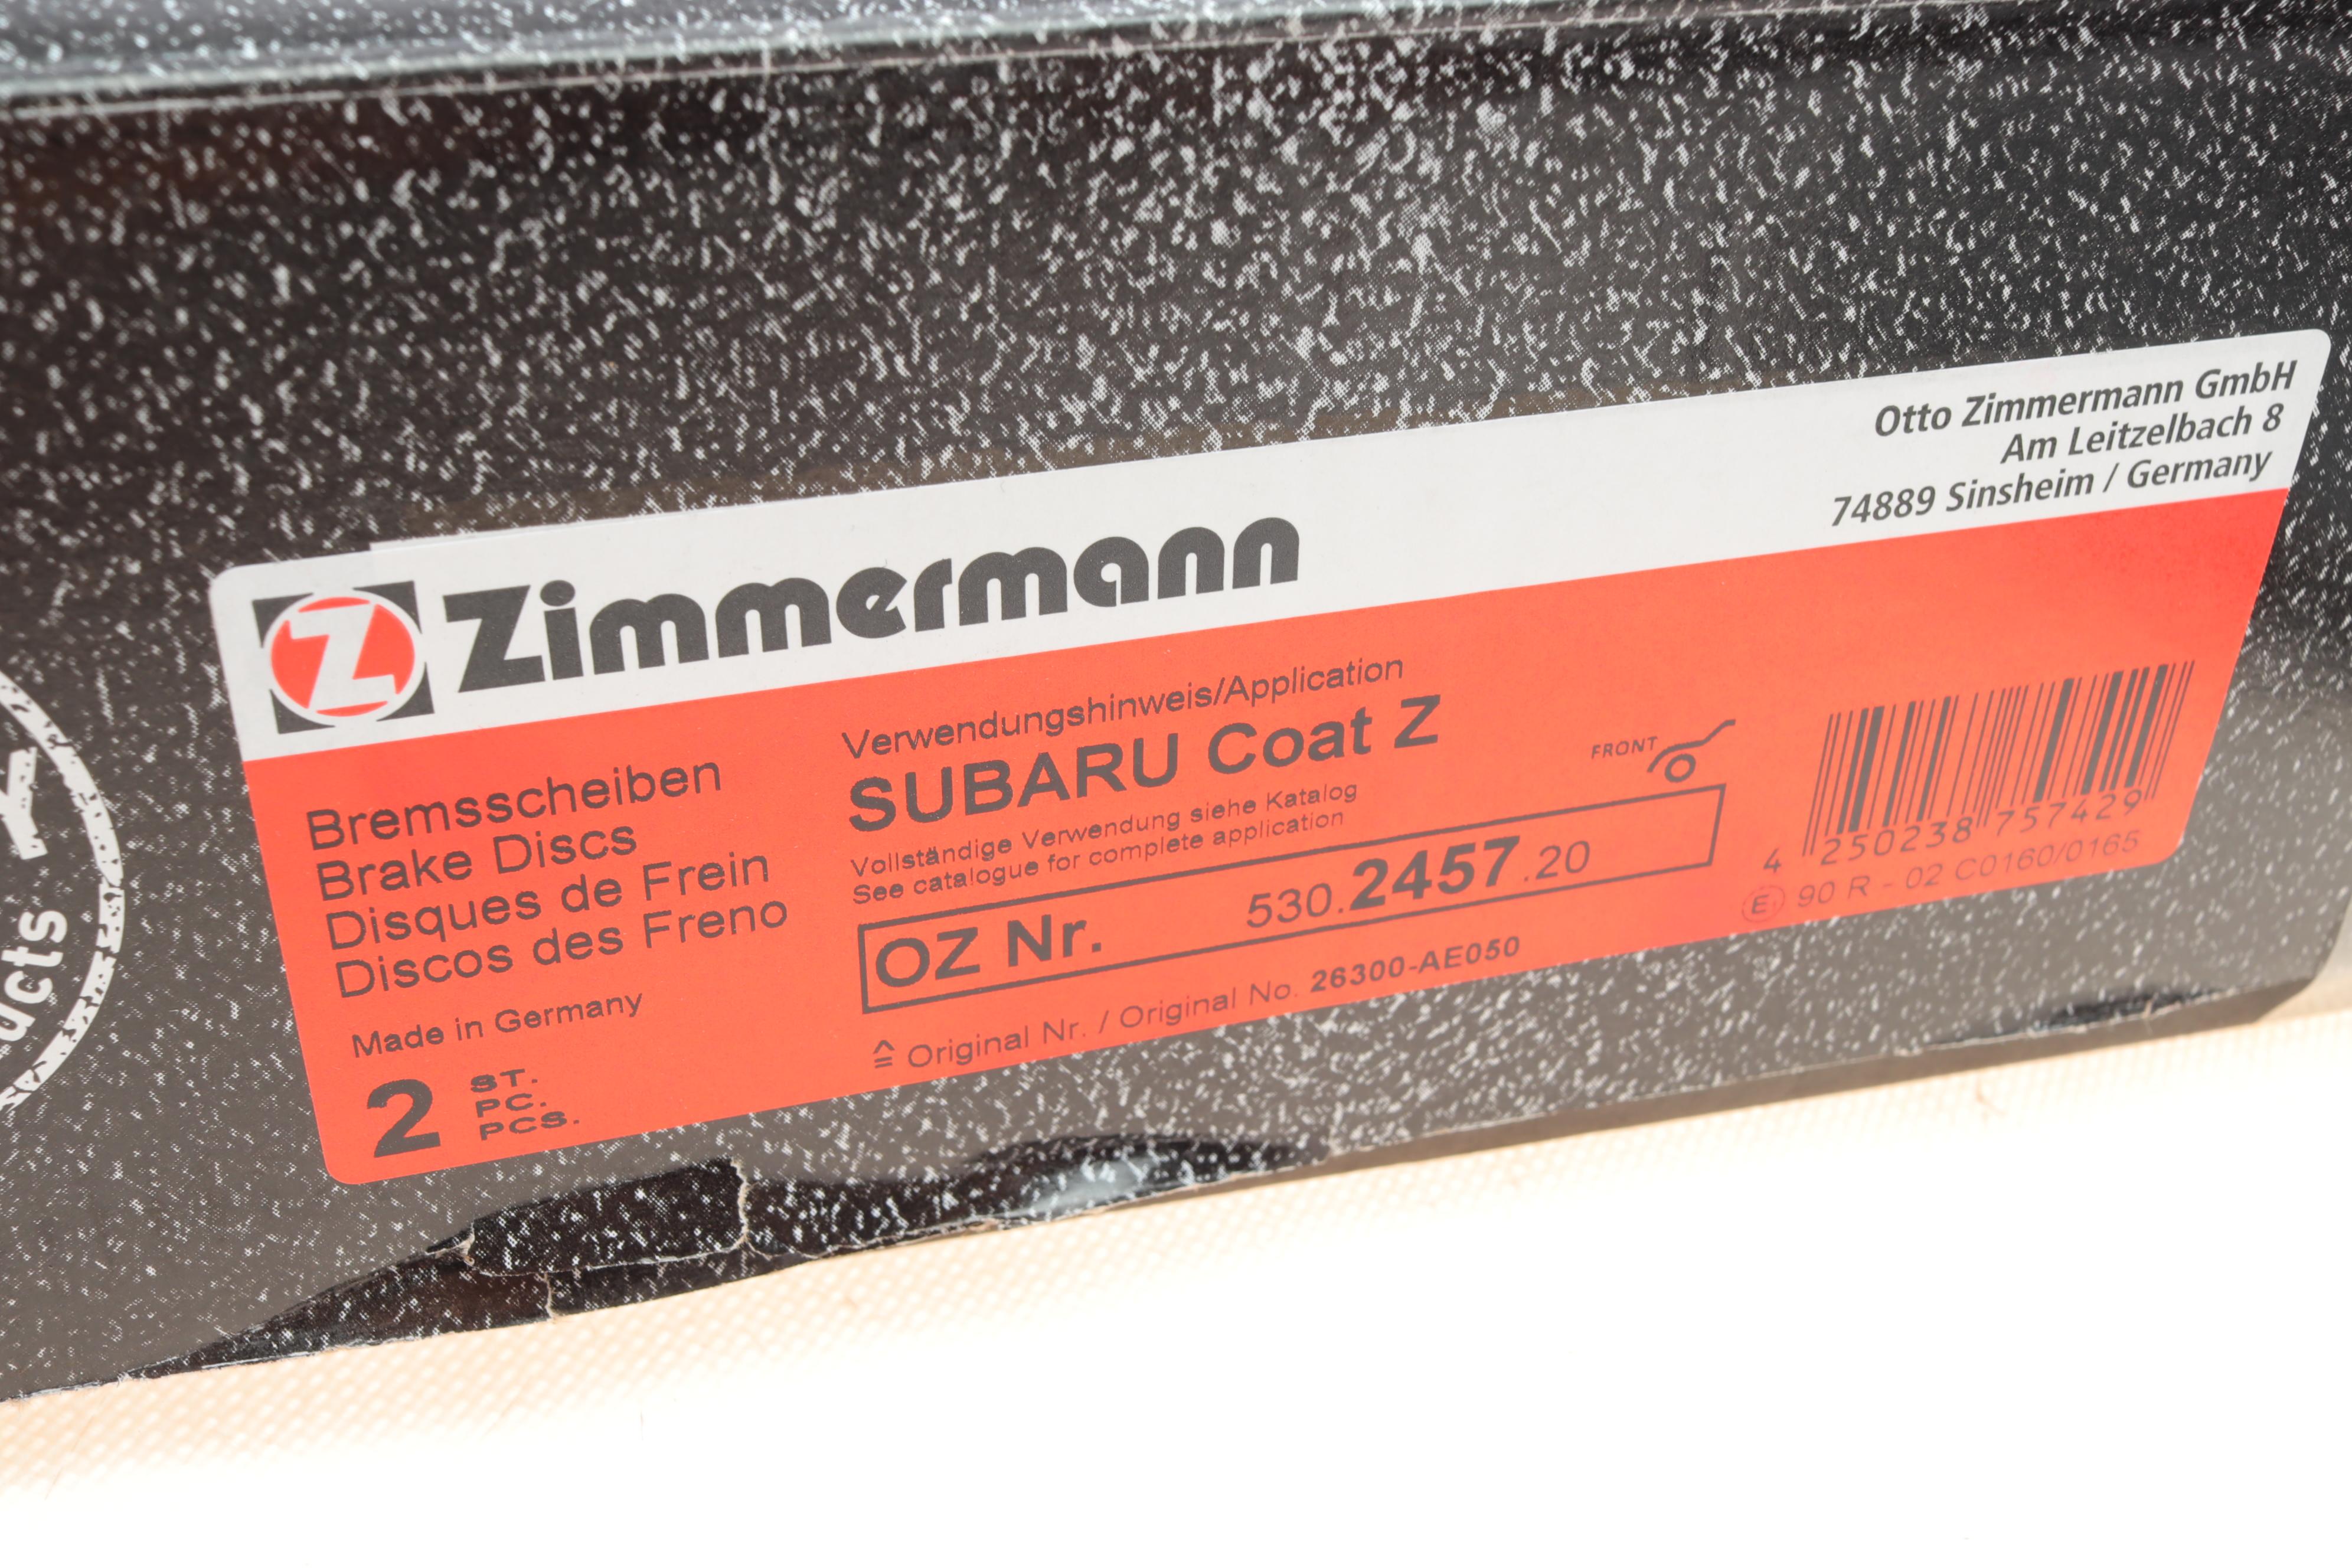 Zimmermann
Otto Zimmermann GmbH
Am Leitzelbach 8
74889 Sinsheim / Germany
Bremsscheiben
Brake Discs
Disques de Frein
Discos des Freno
Made in Germany
2 ST.
PC.
PCS.
Verwendungshinweis/Application
SUBARU Coat Z
Vollständige Verwendung siehe Katalog
See catalogue for complete application
FRONT
OZ Nr. 530.2457.20
≙ Original Nr. / Original No. 26300-AE050
4 250238 757429
E1 90 R - 02 C0160/0165